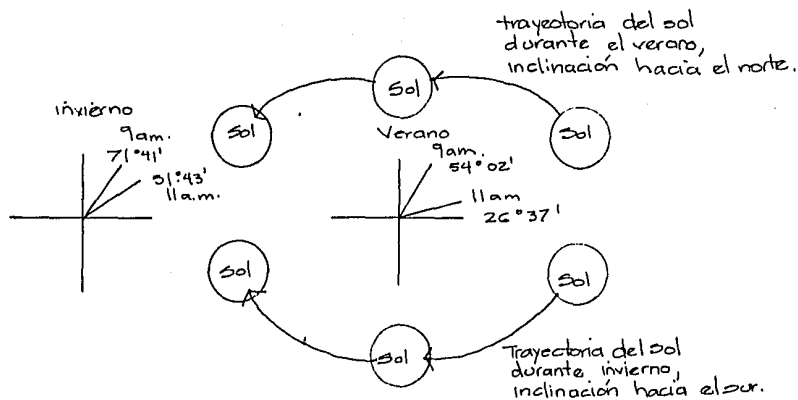 trayectoria del sol
durante el verano,
inclinación hacia el norte.
Sol
Sol
Sol
invierno
9am.
71°41'
51°43'
11a.m.
Verano
9am.
54°02'
11am
26°37'
Sol
Sol
Sol
Trayectoria del sol
durante invierno,
inclinación hacia el sur.